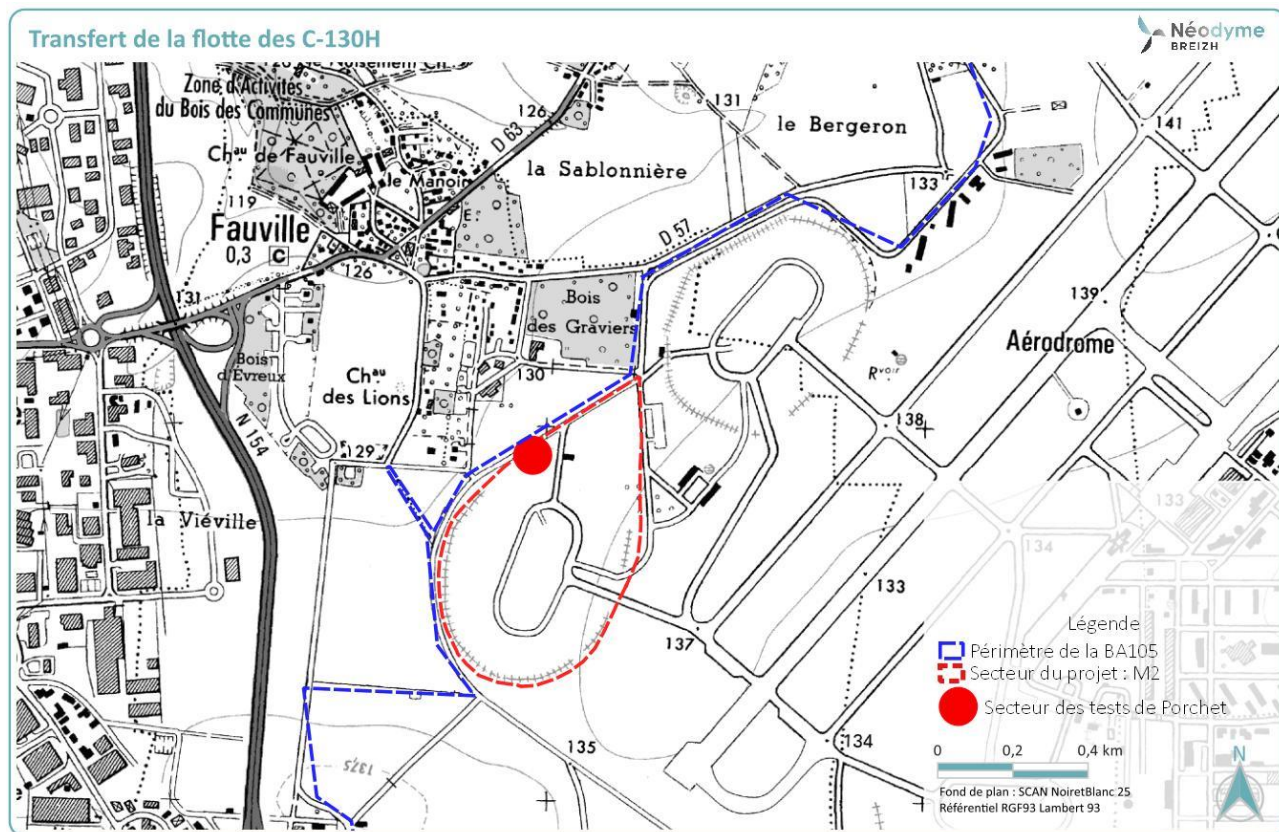 Transfert de la flotte des C-130H
Néodyme
BREIZH
Zone d'Activités
du Bois des Communes
126
131
141
le Bergeron
D 63
Chau de Fauville
la Sablonnière
le Manoir
133
119
Fauville
0,3 C
D 57
126
131
139
Bois
des Graviers
Aérodrome
Bois
d'Evreux
Chau
des Lions
130
Rvoir
138
N 154
129
la Viéville
133
134
133
137
Légende
Périmètre de la BA105
Secteur du projet : M2
Secteur des tests de Porchet
135
134
0 0,2 0,4 km
N
Fond de plan : SCAN NoiretBlanc 25
Référentiel RGF93 Lambert 93